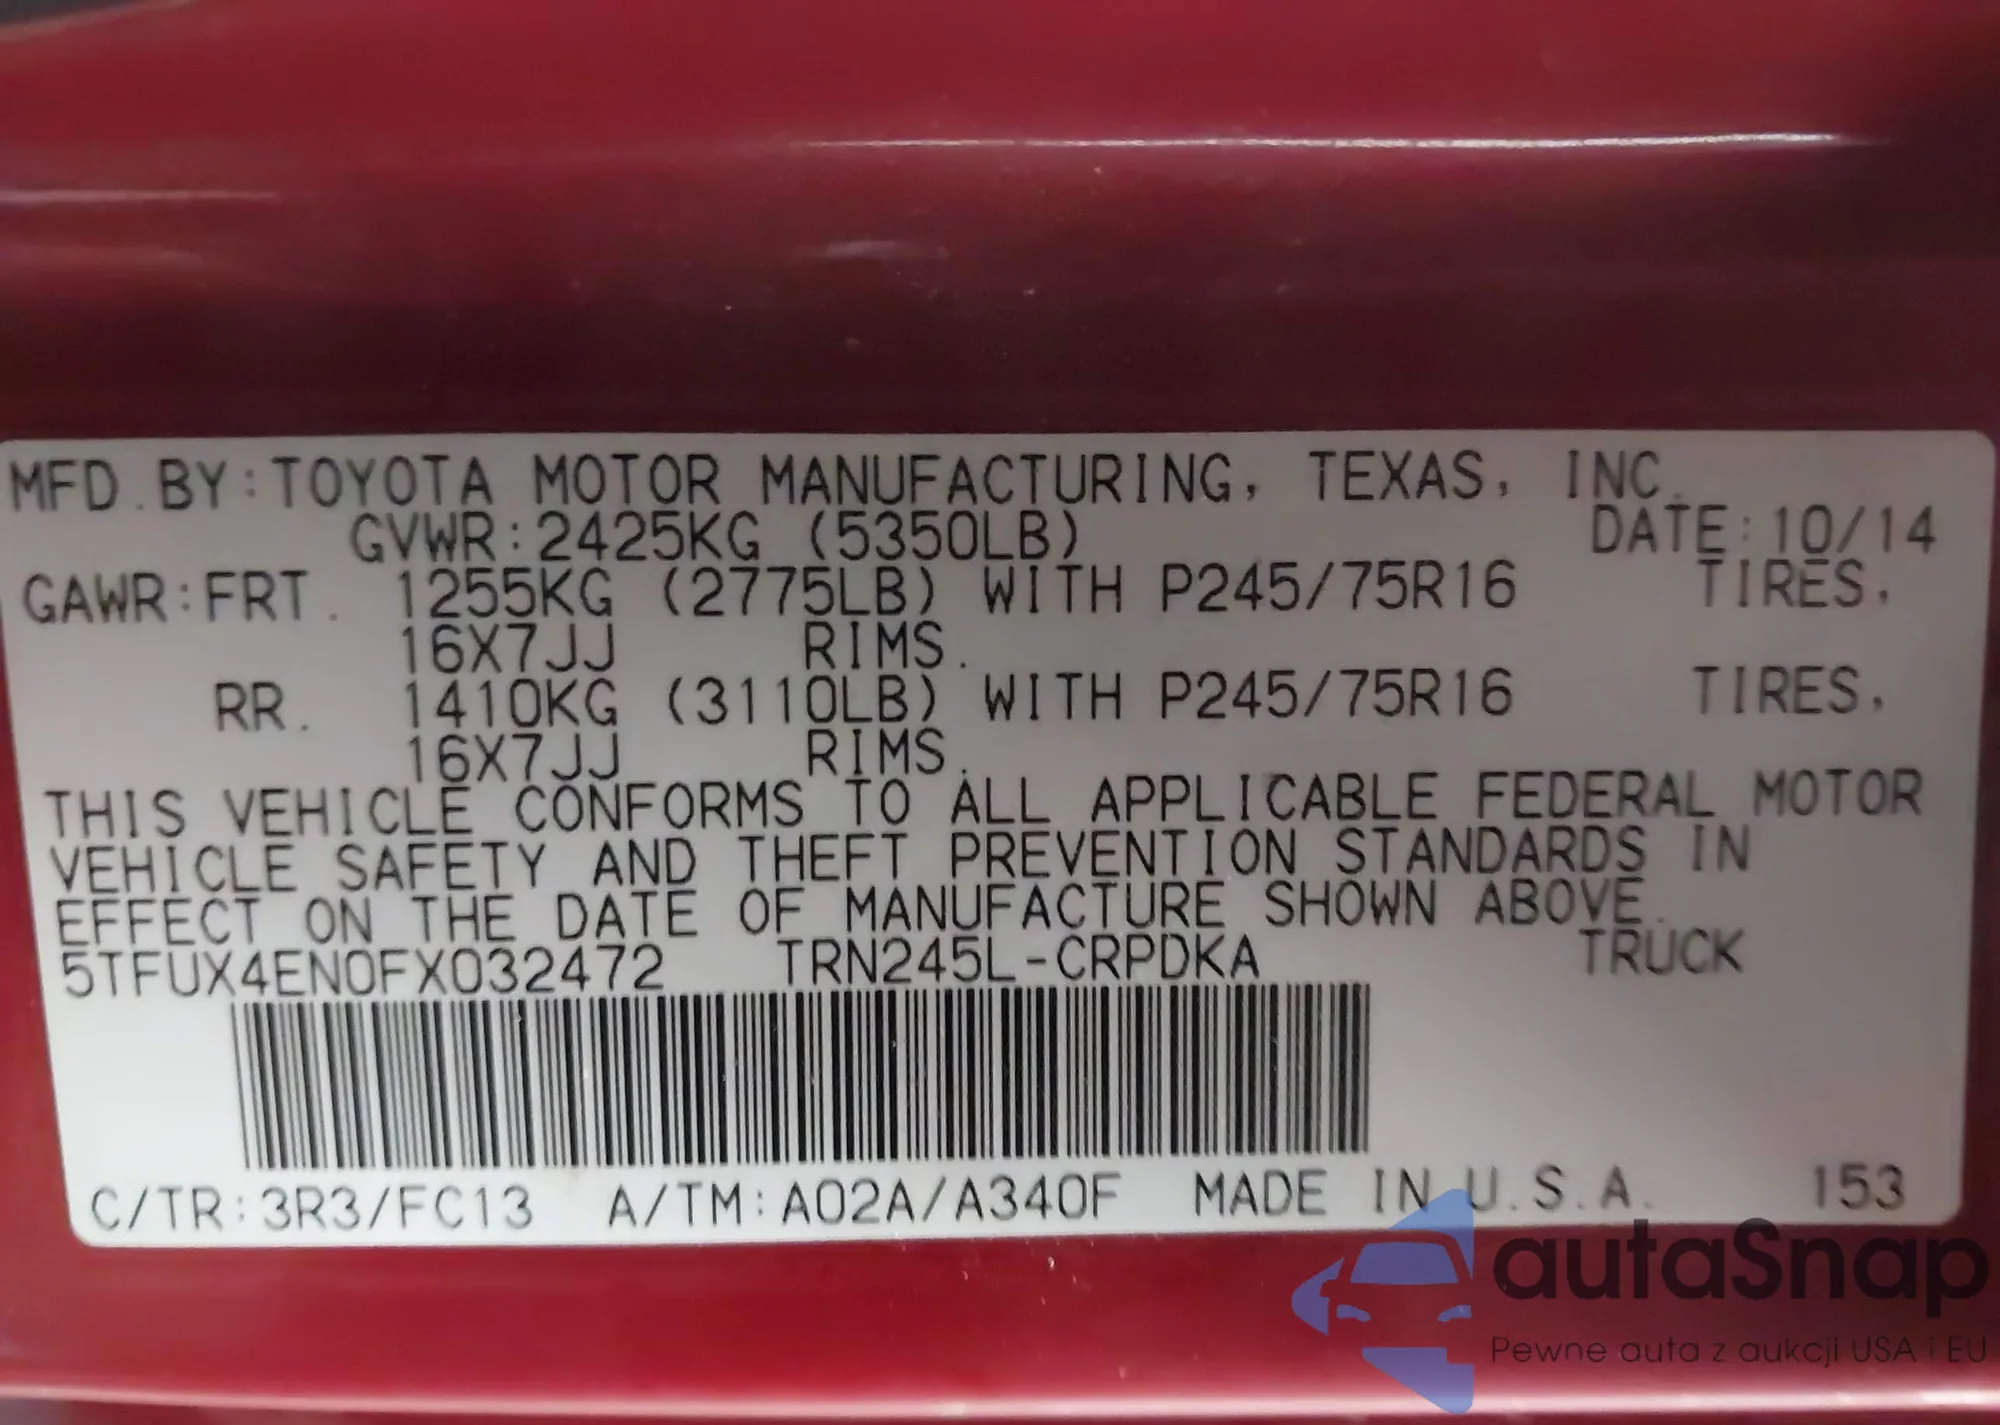 MFD.BY:TOYOTA MOTOR MANUFACTURING, TEXAS, INC.
GVWR:2425KG (5350LB) DATE:10/14
GAWR:FRT. 1255KG (2775LB) WITH P245/75R16 TIRES,
16X7JJ RIMS.
RR. 1410KG (3110LB) WITH P245/75R16 TIRES,
16X7JJ RIMS.
THIS VEHICLE CONFORMS TO ALL APPLICABLE FEDERAL MOTOR
VEHICLE SAFETY AND THEFT PREVENTION STANDARDS IN
EFFECT ON THE DATE OF MANUFACTURE SHOWN ABOVE.
5TFUX4EN0FX032472 TRN245L-CRPDKA TRUCK
C/TR:3R3/FC13 A/TM:A02A/A340F MADE IN U.S.A. 153
autaSnap
Pewne auta z aukcji USA i EU